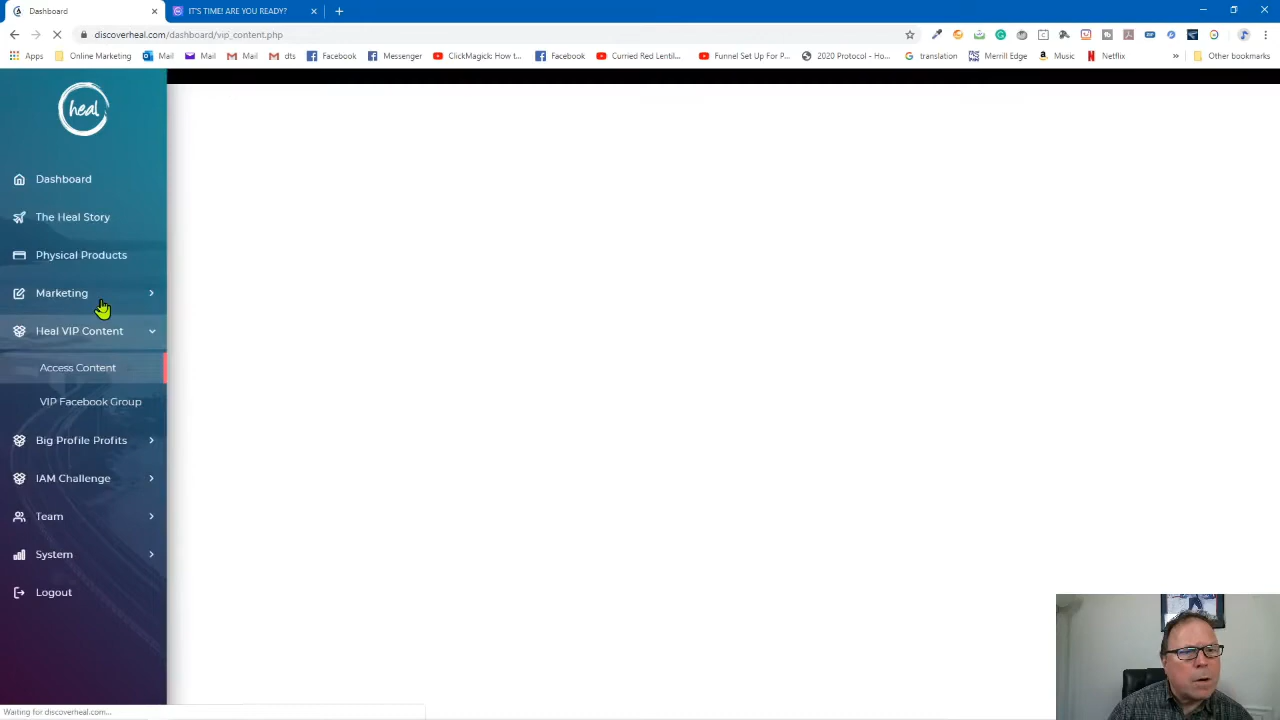 Dashboard
IT'S TIME! ARE YOU READY?
discoverheal.com/dashboard/vip_content.php
Apps
Online Marketing
Mail
Mail
Mail
dts
Facebook
Messenger
ClickMagick: How t...
Facebook
Curried Red Lentil...
Funnel Set Up For P...
2020 Protocol - Ho...
translation
Merrill Edge
Music
Netflix
»
Other bookmarks
heal
Dashboard
The Heal Story
Physical Products
Marketing
Heal VIP Content
Access Content
VIP Facebook Group
Big Profile Profits
IAM Challenge
Team
System
Logout
Waiting for discoverheal.com...